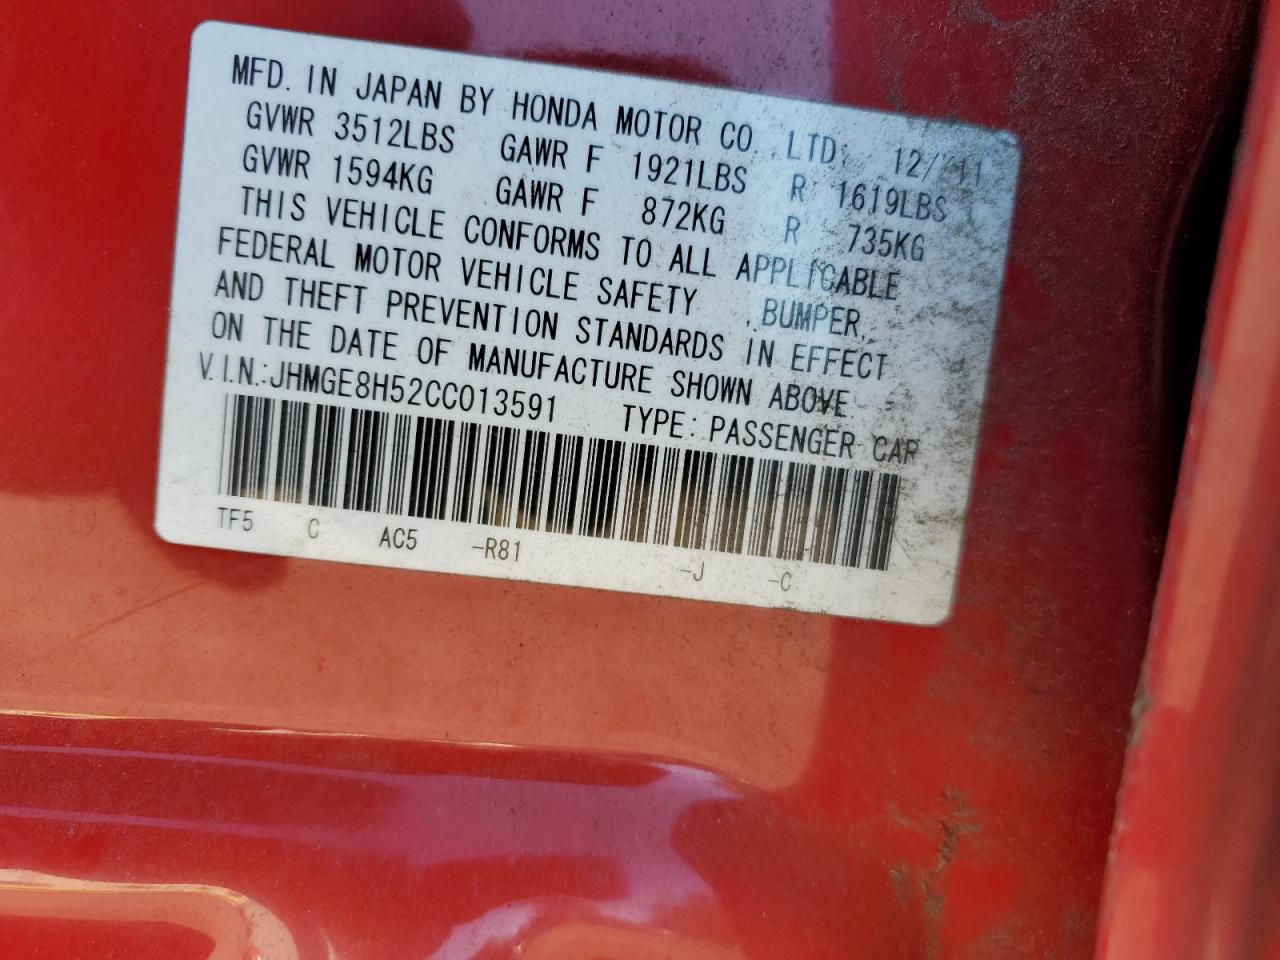 MFD. IN JAPAN BY HONDA MOTOR CO., LTD. 12/11
GVWR 3512LBS GAWR F 1921LBS R 1619LBS
GVWR 1594KG GAWR F 872KG R 735KG
THIS VEHICLE CONFORMS TO ALL APPLICABLE
FEDERAL MOTOR VEHICLE SAFETY, BUMPER,
AND THEFT PREVENTION STANDARDS IN EFFECT
ON THE DATE OF MANUFACTURE SHOWN ABOVE
V.I.N.:JHMGE8H52CC013591 TYPE: PASSENGER CAR
TF5 C AC5 -R81 -J -C